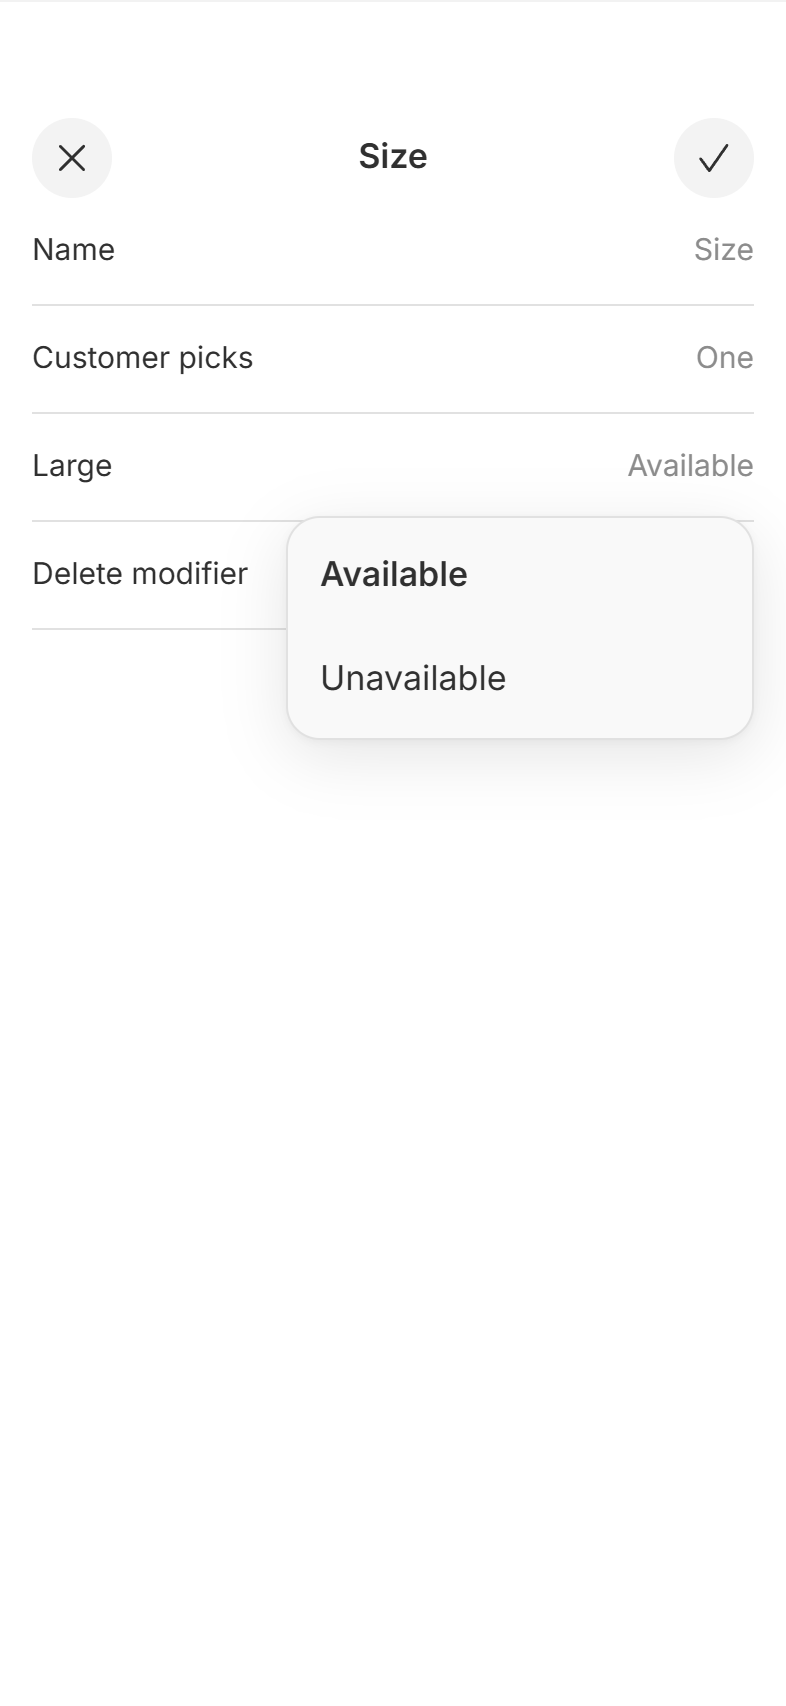 Size
Name Size
Customer picks One
Large Available
Delete modifier
Available
Unavailable